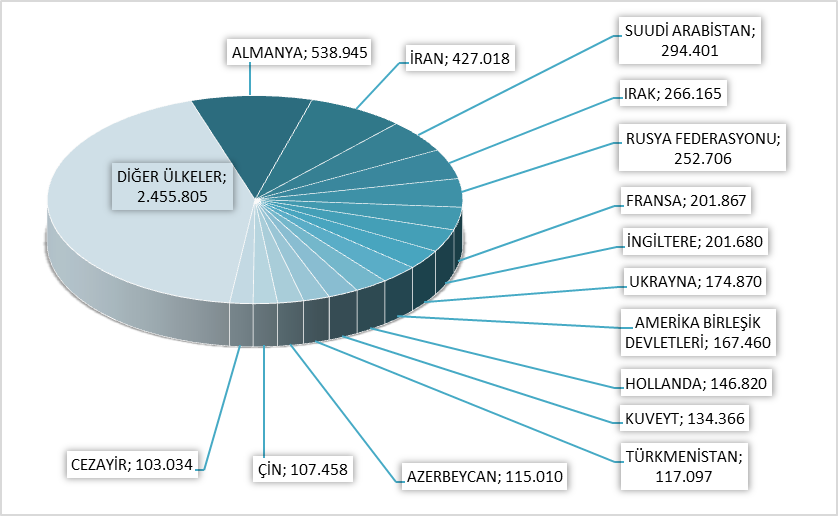 ALMANYA; 538.945
İRAN; 427.018
SUUDİ ARABİSTAN;
294.401
IRAK; 266.165
RUSYA FEDERASYONU;
252.706
FRANSA; 201.867
İNGİLTERE; 201.680
UKRAYNA; 174.870
AMERİKA BİRLEŞİK
DEVLETLERİ; 167.460
HOLLANDA; 146.820
KUVEYT; 134.366
TÜRKMENİSTAN;
117.097
AZERBEYCAN; 115.010
ÇİN; 107.458
CEZAYİR; 103.034
DİĞER ÜLKELER;
2.455.805